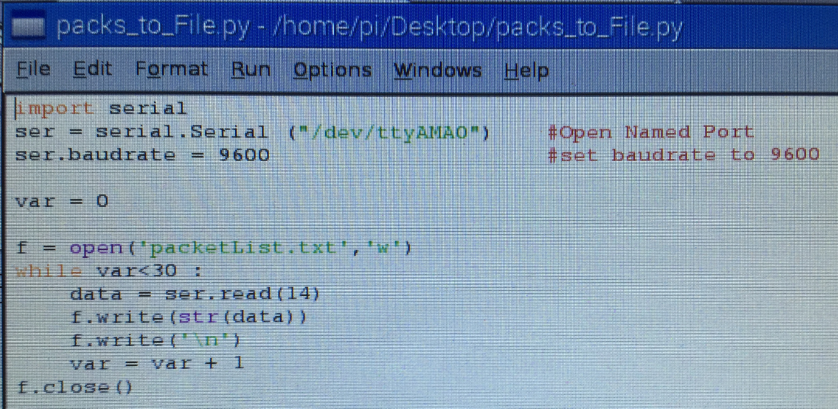 packs_to_File.py - /home/pi/Desktop/packs_to_File.py
File Edit Format Run Options Windows Help
import serial
ser = serial.Serial ("/dev/ttyAMA0")     #Open Named Port
ser.baudrate = 9600                      #set baudrate to 9600
var = 0
f = open('packetList.txt','w')
while var<30 :
    data = ser.read(14)
    f.write(str(data))
    f.write('\n')
    var = var + 1
f.close()